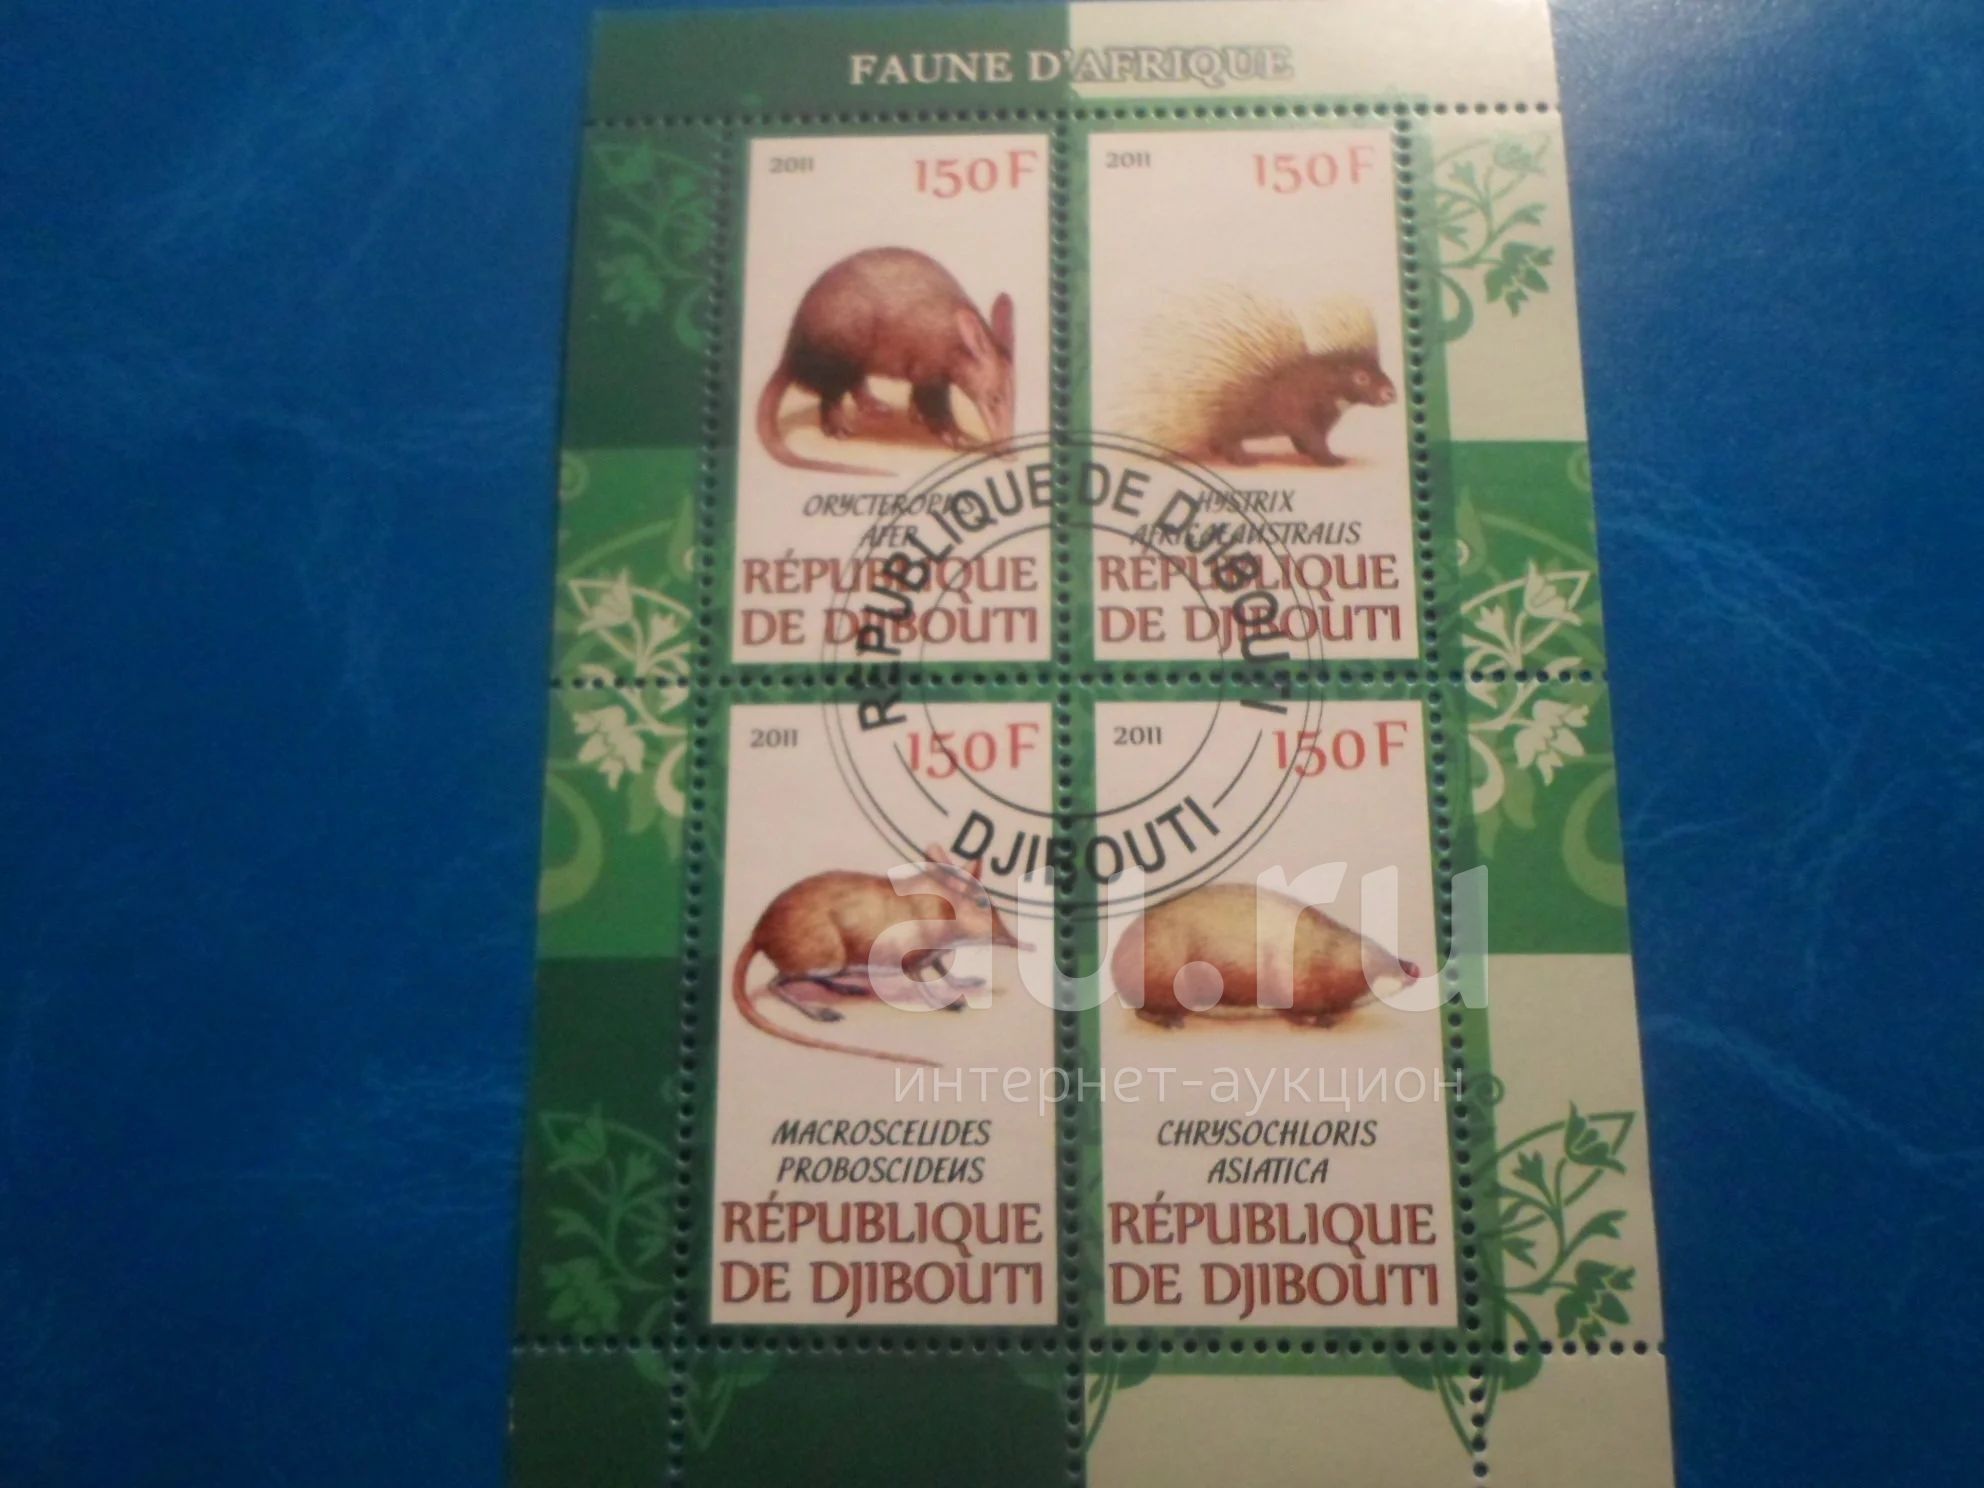 FAUNE D'AFRIQUE
2011 150F
ORYCTEROPUS
AFER
RÉPUBLIQUE
DE DJIBOUTI
2011 150F
HYSTRIX
AFRICAEAUSTRALIS
RÉPUBLIQUE
DE DJIBOUTI
RÉPUBLIQUE DE DJIBOUTI
DJIBOUTI
2011 150F
MACROSCELIDES
PROBOSCIDEUS
RÉPUBLIQUE
DE DJIBOUTI
2011 150F
CHRYSOCHLORIS
ASIATICA
RÉPUBLIQUE
DE DJIBOUTI
au.ru
интернет-аукцион